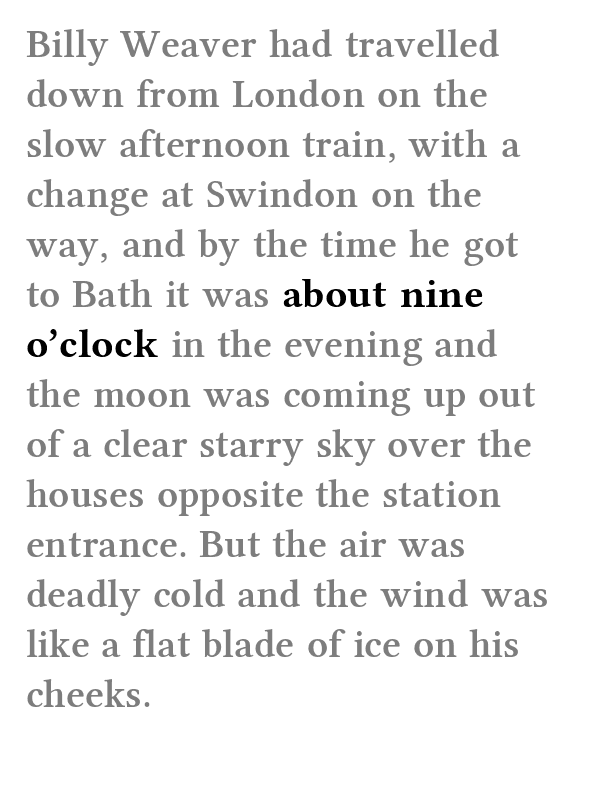 Billy Weaver had travelled
down from London on the
slow afternoon train, with a
change at Swindon on the
way, and by the time he got
to Bath it was about nine
o’clock in the evening and
the moon was coming up out
of a clear starry sky over the
houses opposite the station
entrance. But the air was
deadly cold and the wind was
like a flat blade of ice on his
cheeks.